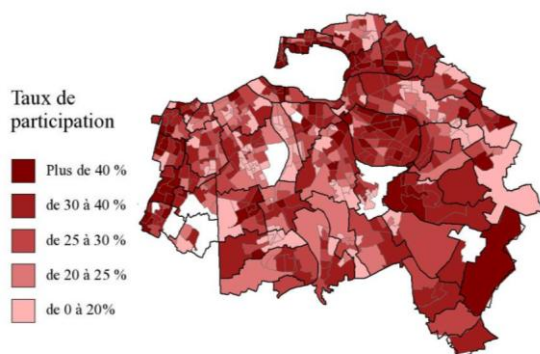 Taux de
participation
Plus de 40 %
de 30 à 40 %
de 25 à 30 %
de 20 à 25 %
de 0 à 20%